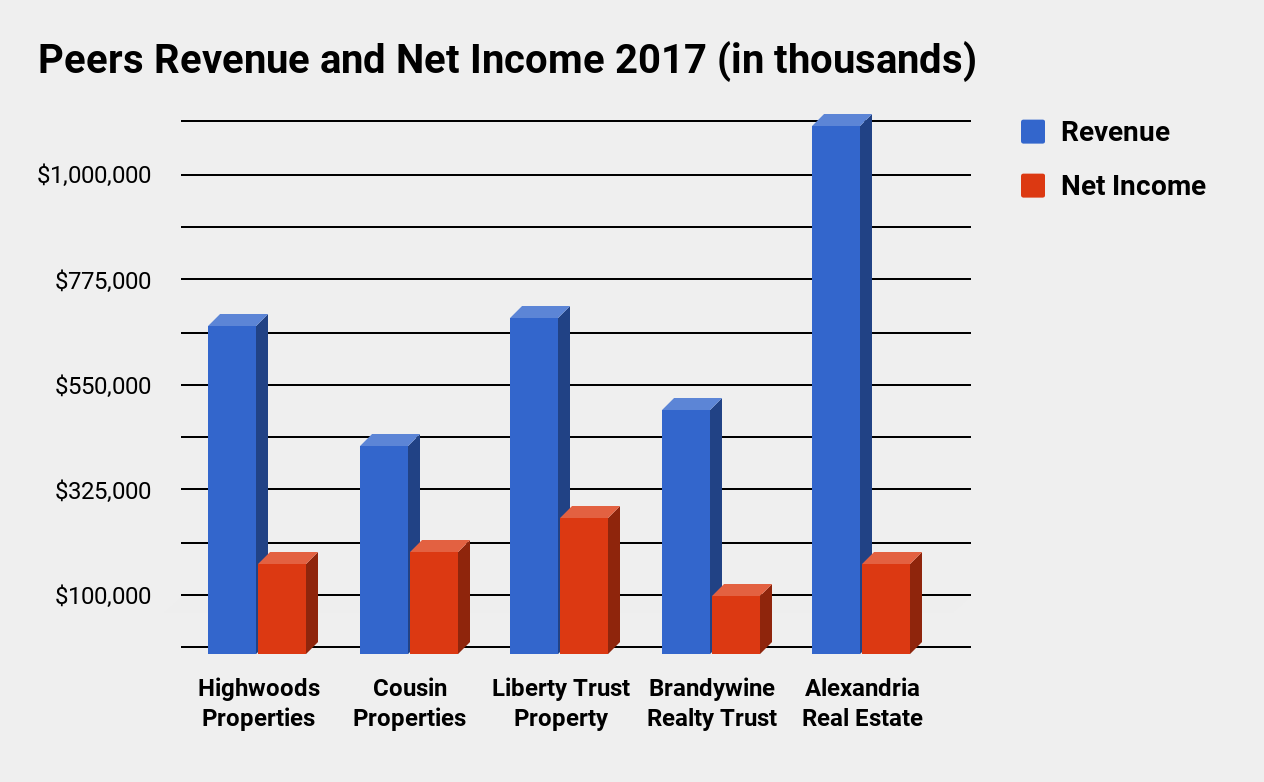 Peers Revenue and Net Income 2017 (in thousands)
Revenue
Net Income
$1,000,000
$775,000
$550,000
$325,000
$100,000
Highwoods Properties
Cousin Properties
Liberty Trust Property
Brandywine Realty Trust
Alexandria Real Estate